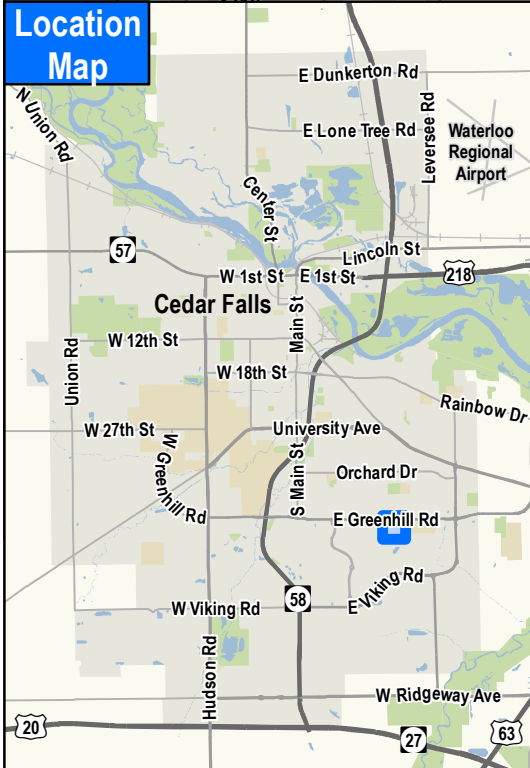 Location
Map
E Dunkerton Rd
N Union Rd
E Lone Tree Rd
Leversee Rd
Waterloo
Regional
Airport
Center St
57
Lincoln St
W 1st St
E 1st St
218
Cedar Falls
Main St
W 12th St
Union Rd
W 18th St
Rainbow Dr
W 27th St
University Ave
W Greenhill Rd
S Main St
Orchard Dr
E Greenhill Rd
E Viking Rd
58
W Viking Rd
Hudson Rd
W Ridgeway Ave
20
27
63